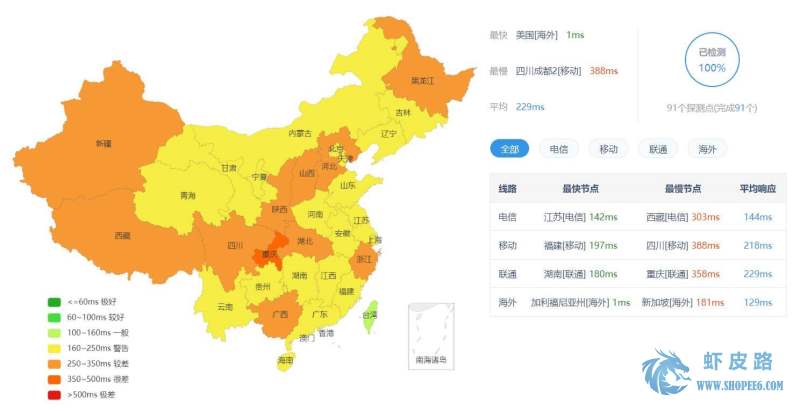 最快 美国[海外] 1ms
最慢 四川成都2[移动] 388ms
平均 229ms
已检测
100%
91个探测点(完成91个)
全部 电信 移动 联通 海外
线路 最快节点 最慢节点 平均响应
电信 江苏[电信] 142ms 西藏[电信] 303ms 144ms
移动 福建[移动] 197ms 四川[移动] 388ms 218ms
联通 湖南[联通] 180ms 重庆[联通] 358ms 229ms
海外 加利福尼亚州[海外] 1ms 新加坡[海外] 181ms 129ms
黑龙江
吉林
辽宁
内蒙古
新疆
北京
天津
甘肃
宁夏
山西
河北
青海
山东
陕西
河南
江苏
西藏
四川
湖北
安徽
上海
重庆
浙江
湖南
江西
贵州
福建
云南
广西
广东
台湾
澳门
香港
海南
南海诸岛
<=60ms 极好
60~100ms 较好
100~160ms 一般
160~250ms 警告
250~350ms 较差
350~500ms 很差
>500ms 极差
虾皮路
WWW.SHOPEE6.COM